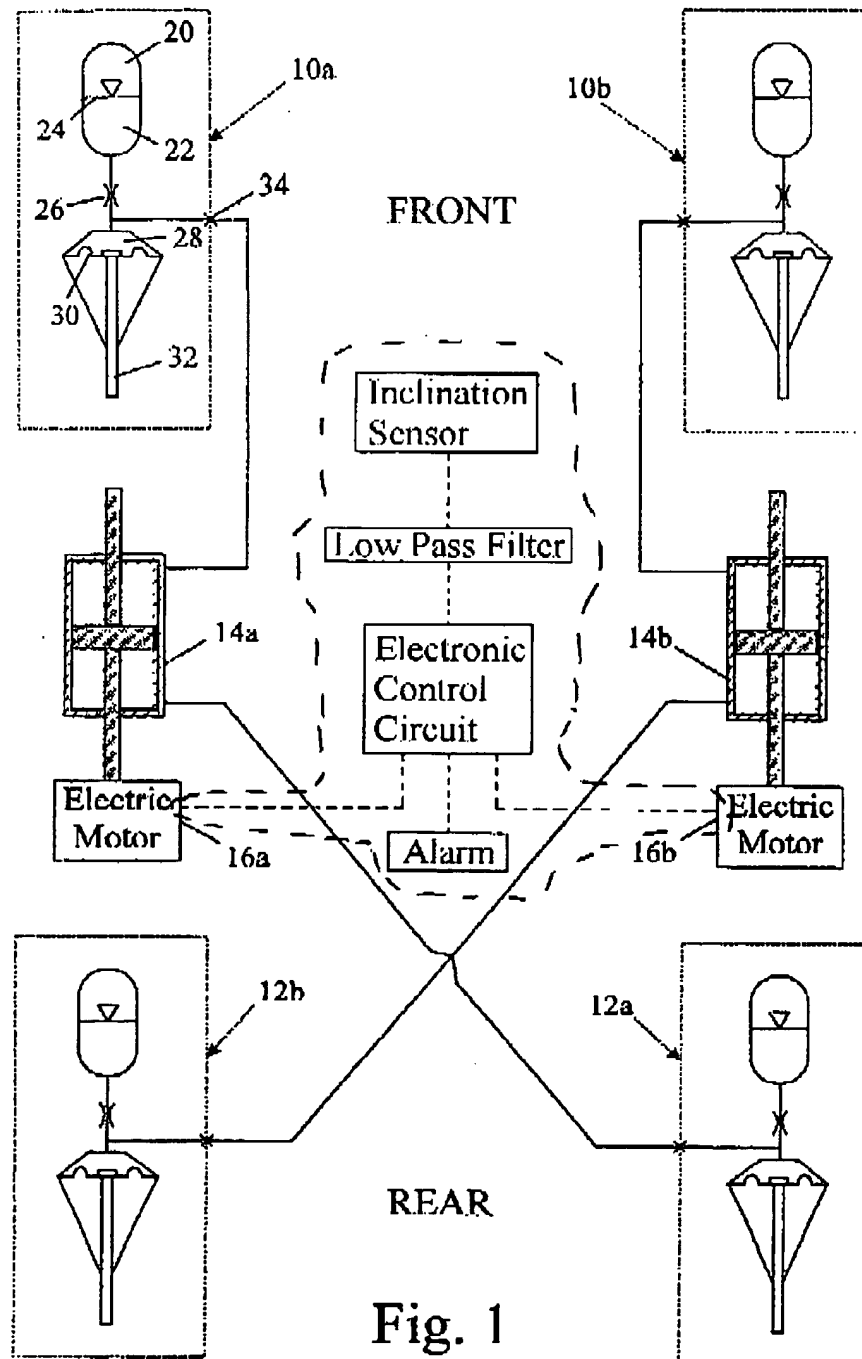 20
10a
10b
24
22
26
34
FRONT
28
30
32
Inclination
Sensor
Low Pass Filter
14a
Electronic
Control
Circuit
14b
Electric
Motor
16a
Alarm
16b
Electric
Motor
12b
12a
REAR
Fig. 1